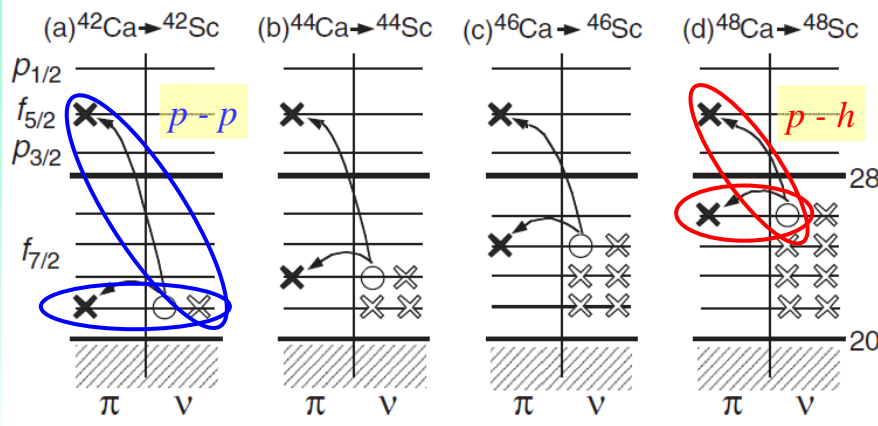 (a)⁴²Ca→⁴²Sc (b)⁴⁴Ca→⁴⁴Sc (c)⁴⁶Ca→⁴⁶Sc (d)⁴⁸Ca→⁴⁸Sc
p1/2
f5/2
p - p
p - h
p3/2
28
f7/2
20
π ν π ν π ν π ν